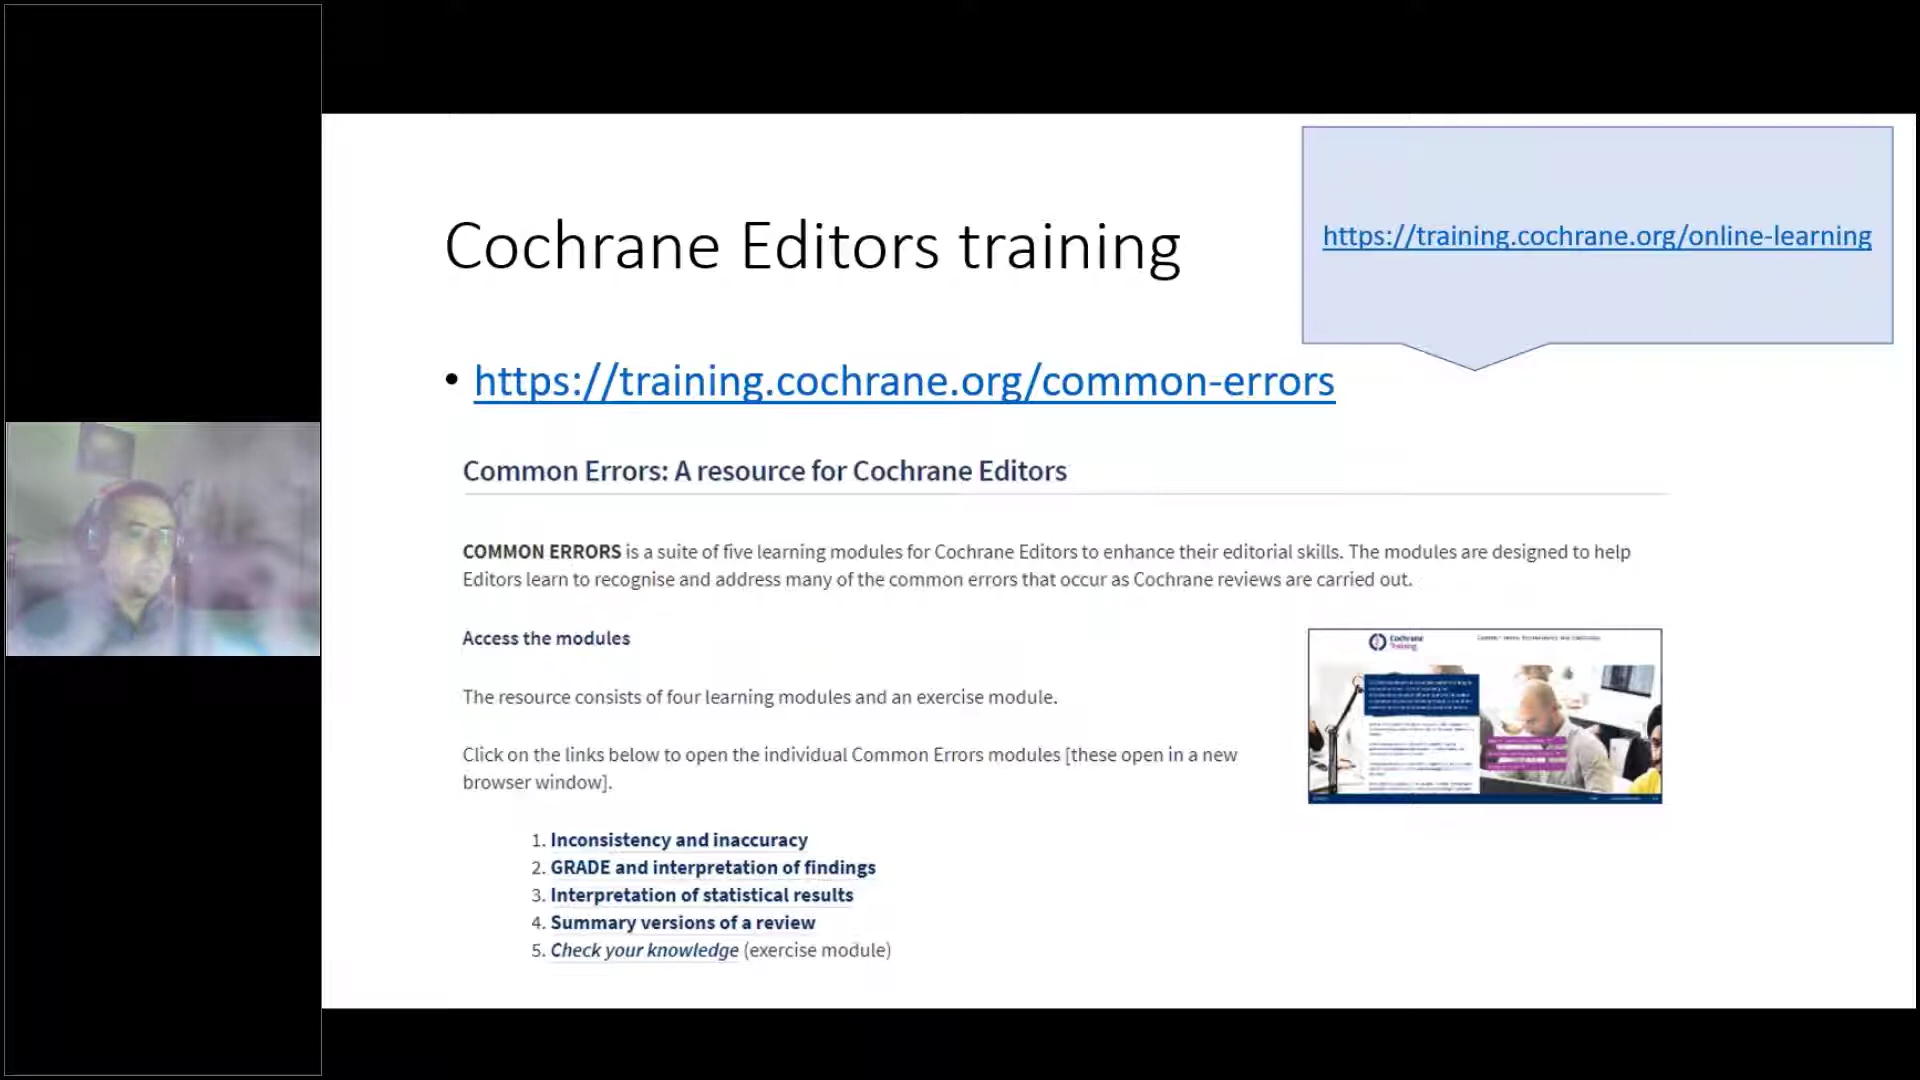 Cochrane Editors training
https://training.cochrane.org/online-learning
• https://training.cochrane.org/common-errors
Common Errors: A resource for Cochrane Editors
COMMON ERRORS is a suite of five learning modules for Cochrane Editors to enhance their editorial skills. The modules are designed to help
Editors learn to recognise and address many of the common errors that occur as Cochrane reviews are carried out.
Access the modules
The resource consists of four learning modules and an exercise module.
Click on the links below to open the individual Common Errors modules [these open in a new
browser window].
Cochrane
Training
1. Inconsistency and inaccuracy
2. GRADE and interpretation of findings
3. Interpretation of statistical results
4. Summary versions of a review
5. Check your knowledge (exercise module)